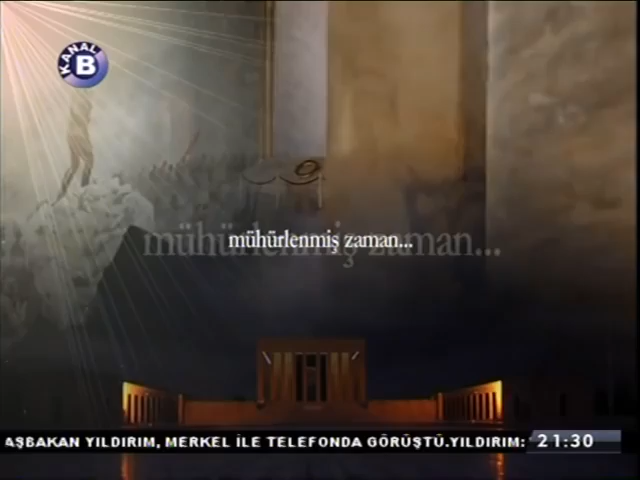 KANAL
B
mühürlenmiş zaman...
mühürlenmiş zaman...
AŞBAKAN YILDIRIM, MERKEL İLE TELEFONDA GÖRÜŞTÜ.YILDIRIM:
21:30